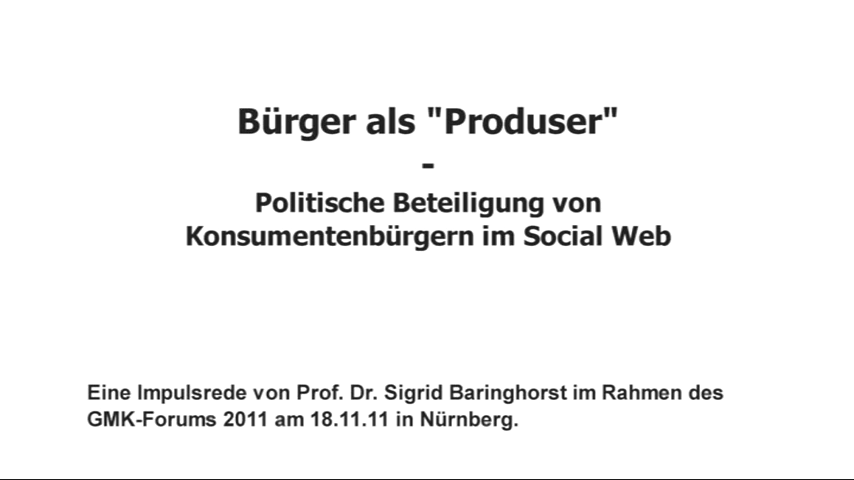 Bürger als "Produser"
-
Politische Beteiligung von
Konsumentenbürgern im Social Web
Eine Impulsrede von Prof. Dr. Sigrid Baringhorst im Rahmen des
GMK-Forums 2011 am 18.11.11 in Nürnberg.